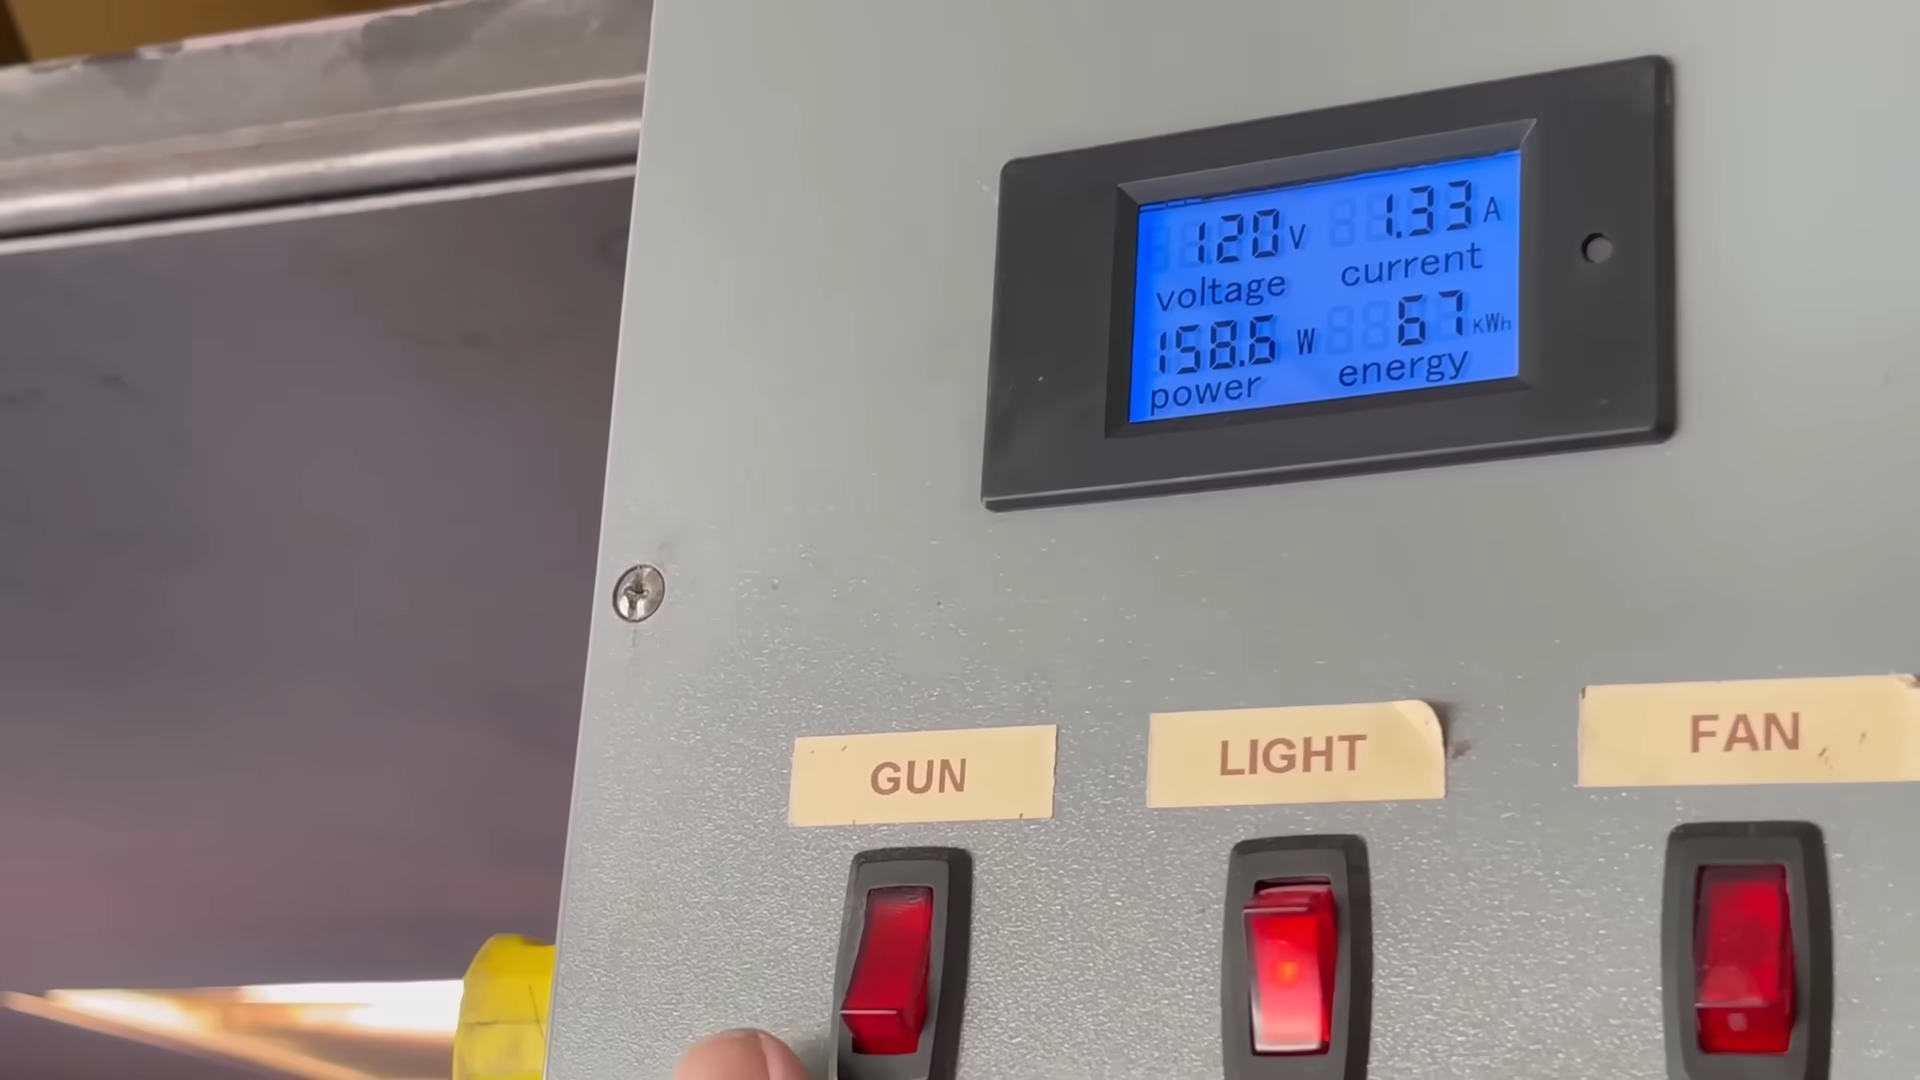 120 V 1.33 A
voltage current
158.6 W 67 KWh
power energy
GUN LIGHT FAN